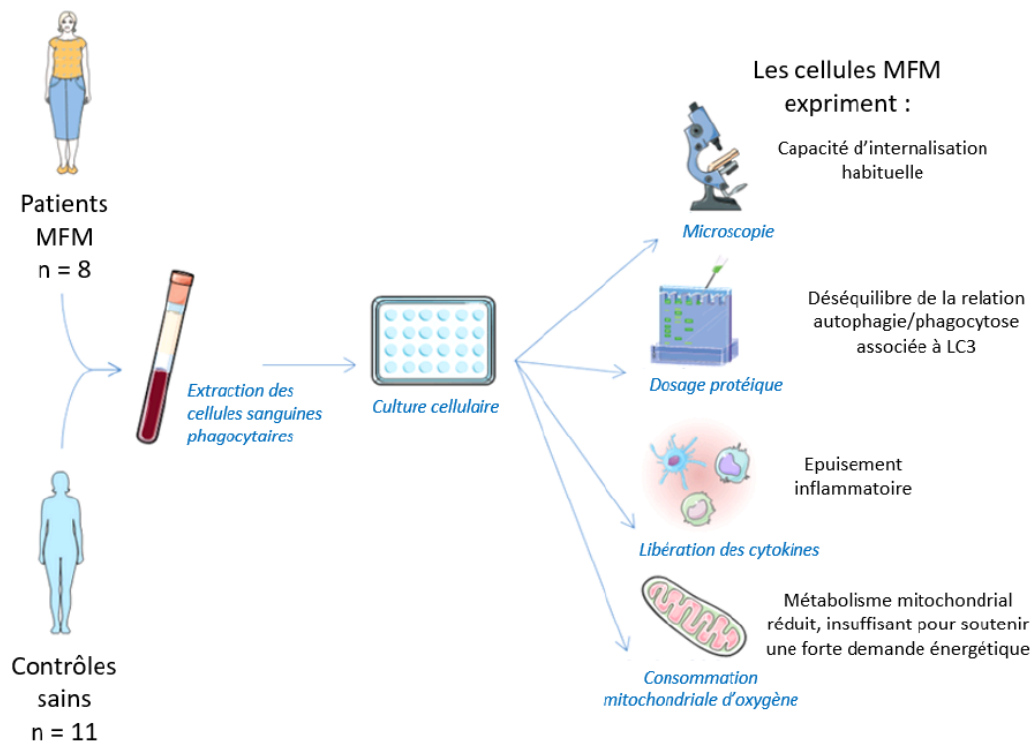 Patients
MFM
n = 8
Contrôles
sains
n = 11
Extraction des
cellules sanguines
phagocytaires
Culture cellulaire
Les cellules MFM
expriment :
Microscopie
Capacité d'internalisation
habituelle
Dosage protéique
Déséquilibre de la relation
autophagie/phagocytose
associée à LC3
Libération des cytokines
Epuisement
inflammatoire
Consommation
mitochondriale d'oxygène
Métabolisme mitochondrial
réduit, insuffisant pour soutenir
une forte demande énergétique